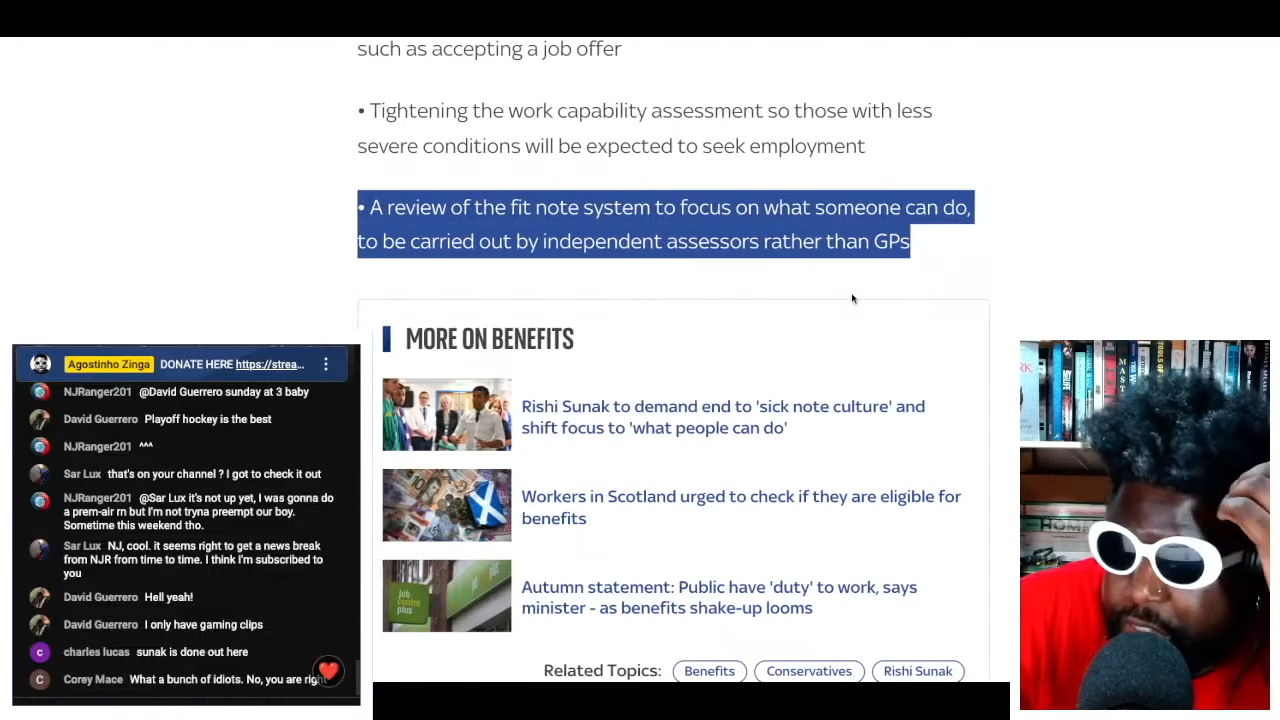 such as accepting a job offer
• Tightening the work capability assessment so those with less
severe conditions will be expected to seek employment
• A review of the fit note system to focus on what someone can do,
to be carried out by independent assessors rather than GPs
MORE ON BENEFITS
Rishi Sunak to demand end to 'sick note culture' and
shift focus to 'what people can do'
Workers in Scotland urged to check if they are eligible for
benefits
job
centre
plus
Autumn statement: Public have 'duty' to work, says
minister - as benefits shake-up looms
Related Topics: Benefits Conservatives Rishi Sunak
Agostinho Zinga DONATE HERE https://strea...
NJRanger201 @David Guerrero sunday at 3 baby
David Guerrero Playoff hockey is the best
NJRanger201 ^^^
Sar Lux that's on your channel ? I got to check it out
NJRanger201 @Sar Lux it's not up yet, I was gonna do
a prem-air rn but I'm not tryna preempt our boy.
Sometime this weekend tho.
Sar Lux NJ, cool. it seems right to get a news break
from NJR from time to time. I think I'm subscribed to
you
David Guerrero Hell yeah!
David Guerrero I only have gaming clips
c charles lucas sunak is done out here
C Corey Mace What a bunch of idiots. No, you are right